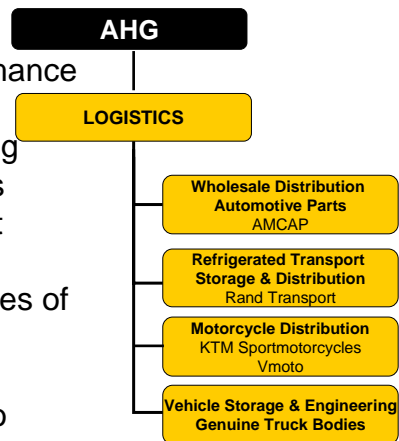 AHG
nance
LOGISTICS
g
s
Wholesale Distribution
Automotive Parts
AMCAP
t
Refrigerated Transport
Storage & Distribution
Rand Transport
es of
Motorcycle Distribution
KTM Sportmotorcycles
Vmoto
Vehicle Storage & Engineering
Genuine Truck Bodies